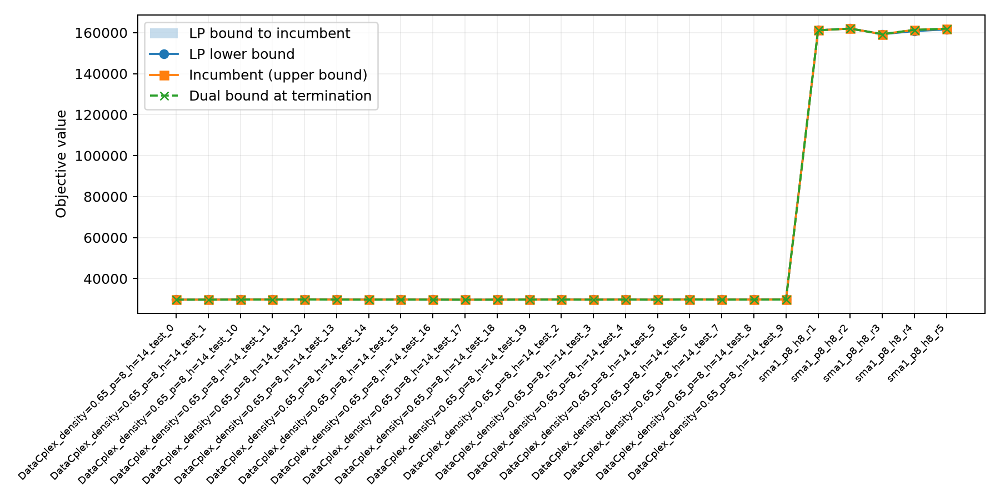 LP bound to incumbent
LP lower bound
Incumbent (upper bound)
Dual bound at termination
Objective value
160000
140000
120000
100000
80000
60000
40000
DataCplex_density=0.65_p=8_h=14_test_0
DataCplex_density=0.65_p=8_h=14_test_1
DataCplex_density=0.65_p=8_h=14_test_10
DataCplex_density=0.65_p=8_h=14_test_11
DataCplex_density=0.65_p=8_h=14_test_12
DataCplex_density=0.65_p=8_h=14_test_13
DataCplex_density=0.65_p=8_h=14_test_14
DataCplex_density=0.65_p=8_h=14_test_15
DataCplex_density=0.65_p=8_h=14_test_16
DataCplex_density=0.65_p=8_h=14_test_17
DataCplex_density=0.65_p=8_h=14_test_18
DataCplex_density=0.65_p=8_h=14_test_19
DataCplex_density=0.65_p=8_h=14_test_2
DataCplex_density=0.65_p=8_h=14_test_3
DataCplex_density=0.65_p=8_h=14_test_4
DataCplex_density=0.65_p=8_h=14_test_5
DataCplex_density=0.65_p=8_h=14_test_6
DataCplex_density=0.65_p=8_h=14_test_7
DataCplex_density=0.65_p=8_h=14_test_8
DataCplex_density=0.65_p=8_h=14_test_9
sma1_p8_h8_r1
sma1_p8_h8_r2
sma1_p8_h8_r3
sma1_p8_h8_r4
sma1_p8_h8_r5